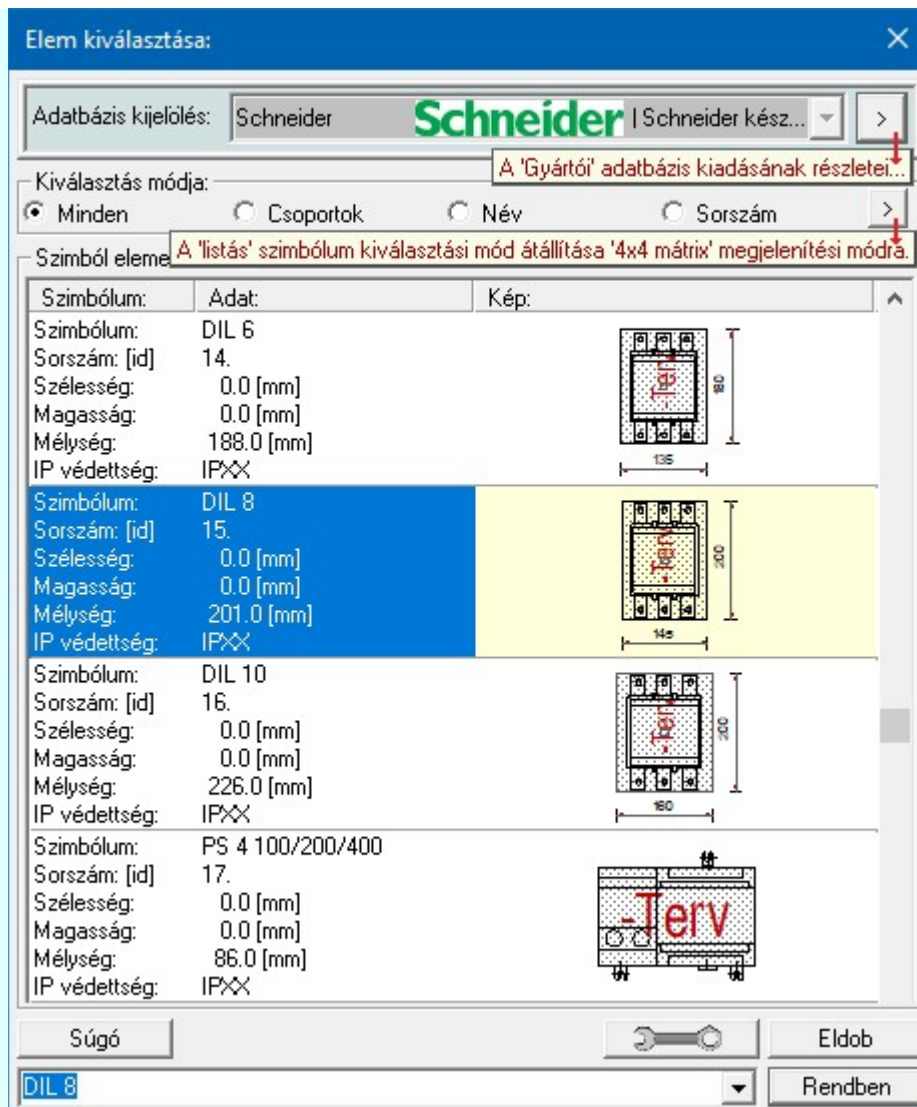 Elem kiválasztása:
Adatbázis kijelölés: Schneider Schneider | Schneider kész...
>
A 'Gyártói' adatbázis kiadásának részletei...
Kiválasztás módja:
Minden Csoportok Név Sorszám >
A 'listás' szimbólum kiválasztási mód átállítása '4x4 mátrix' megjelenítési módra.
Szimból eleme
Szimbólum: Adat: Kép:
Szimbólum: DIL 6
Sorszám: [id] 14.
Szélesség: 0.0 [mm]
Magasság: 0.0 [mm]
Mélység: 188.0 [mm]
IP védettség: IPXX
-Terv
180
135
Szimbólum: DIL 8
Sorszám: [id] 15.
Szélesség: 0.0 [mm]
Magasság: 0.0 [mm]
Mélység: 201.0 [mm]
IP védettség: IPXX
-Terv
200
145
Szimbólum: DIL 10
Sorszám: [id] 16.
Szélesség: 0.0 [mm]
Magasság: 0.0 [mm]
Mélység: 226.0 [mm]
IP védettség: IPXX
-Terv
200
160
Szimbólum: PS 4 100/200/400
Sorszám: [id] 17.
Szélesség: 0.0 [mm]
Magasság: 0.0 [mm]
Mélység: 86.0 [mm]
IP védettség: IPXX
-Terv
Súgó Eldob
DIL 8 Rendben